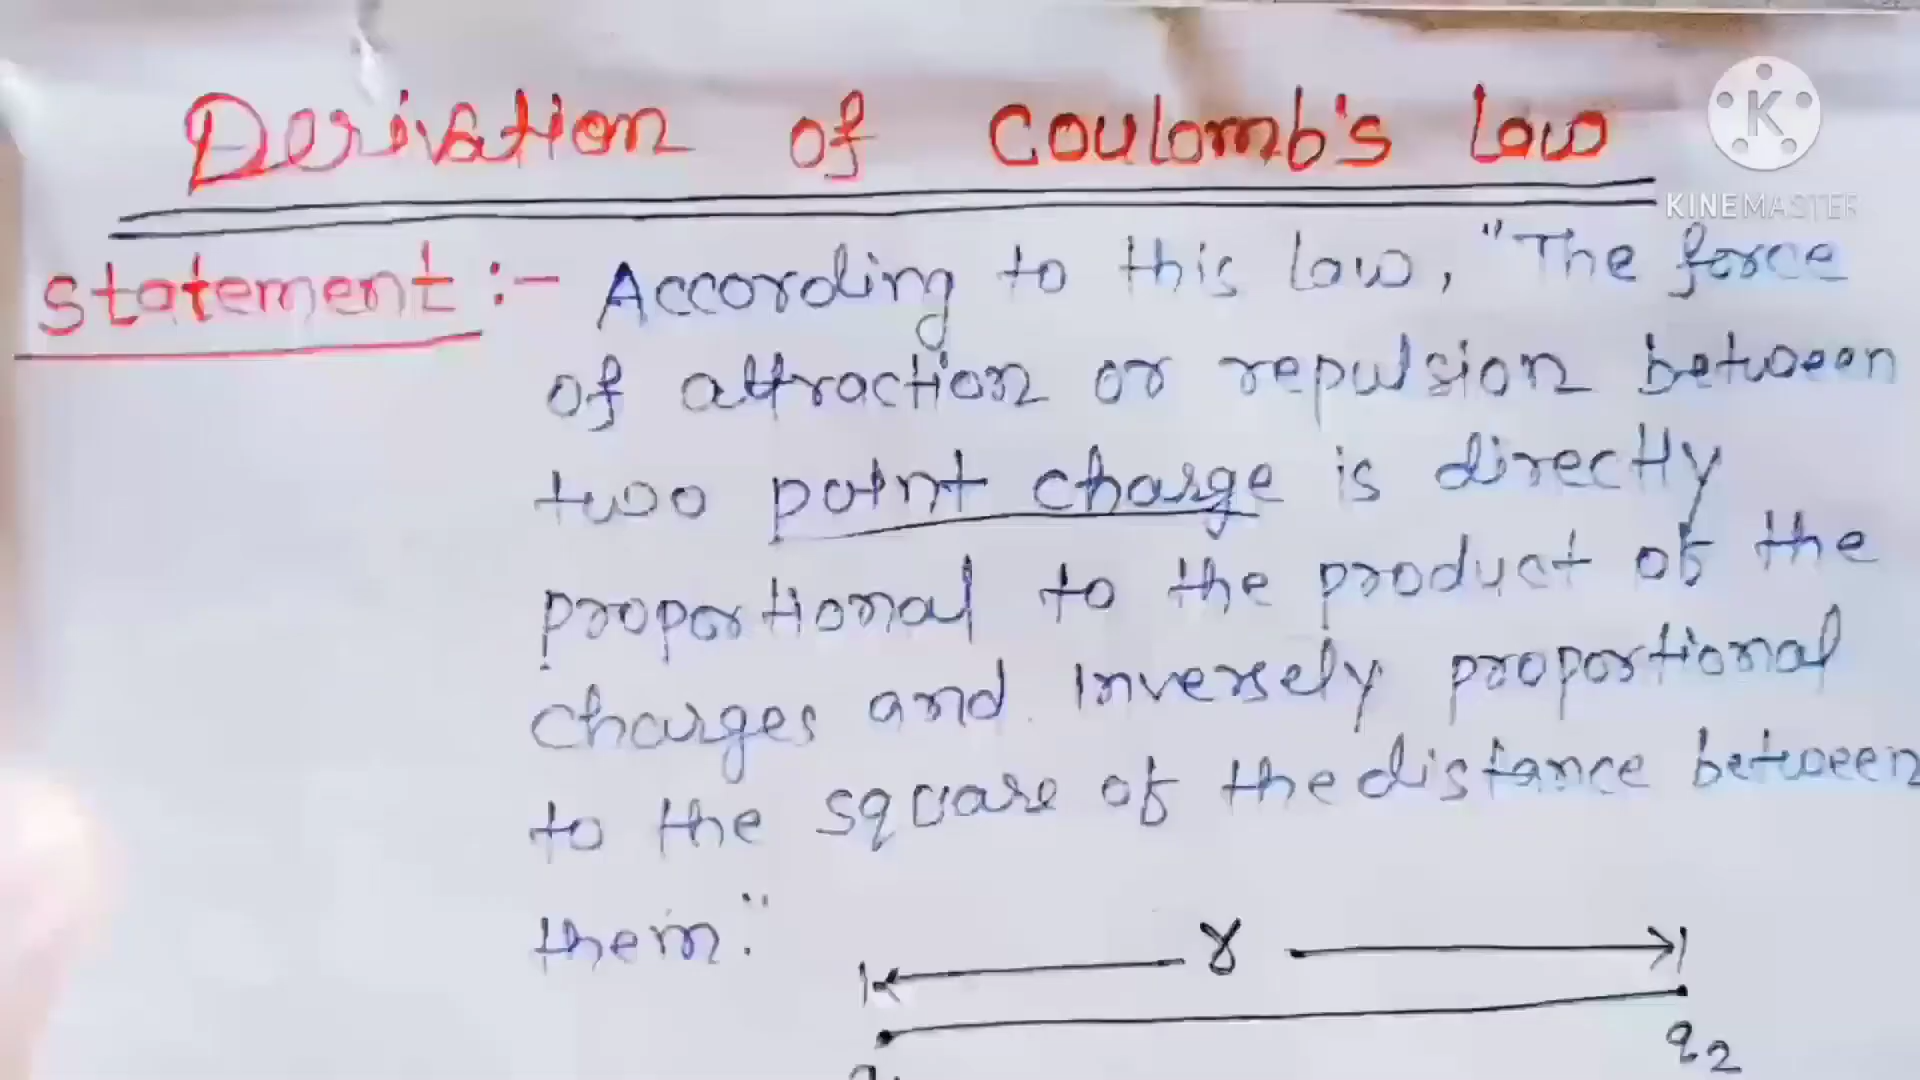 Derivation of Coulomb's Law
KINEMASTER
Statement :- According to this law, "The force
of attraction or repulsion between
two point charge is directly
proportional to the product of the
charges and inversely proportional
to the square of the distance between
them."
r
q2